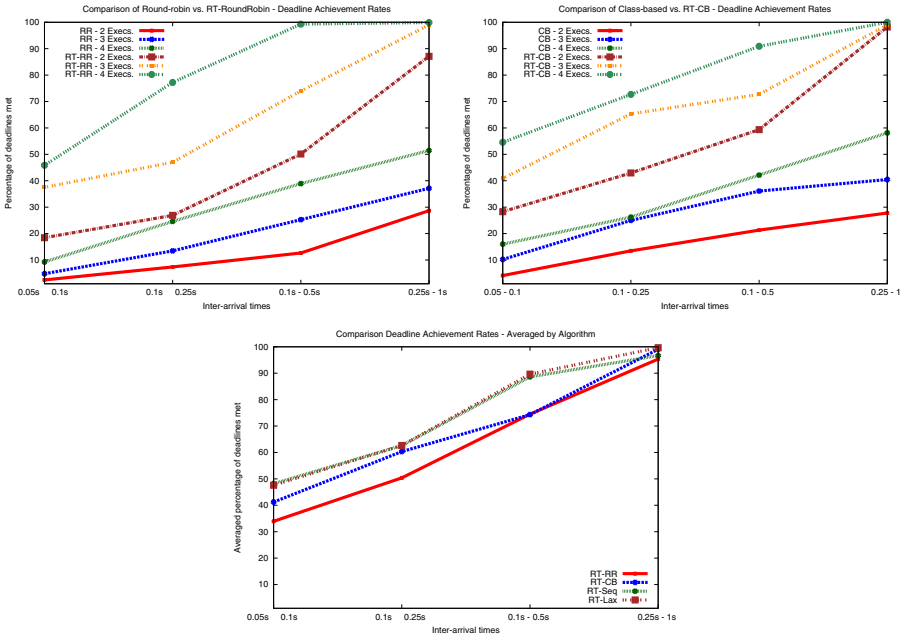 Comparison of Round-robin vs. RT-RoundRobin - Deadline Achievement Rates
100
90
80
70
60
50
40
30
20
10
Percentage of deadlines met
RR - 2 Execs.
RR - 3 Execs.
RR - 4 Execs.
RT-RR - 2 Execs.
RT-RR - 3 Execs.
RT-RR - 4 Execs.
0.05s 0.1s
0.1s 0.25s
0.1s - 0.5s
0.25s - 1s
Inter-arrival times
Comparison of Class-based vs. RT-CB - Deadline Achievement Rates
100
90
80
70
60
50
40
30
20
10
Percentage of deadlines met
CB - 2 Execs.
CB - 3 Execs.
CB - 4 Execs.
RT-CB - 2 Execs.
RT-CB - 3 Execs.
RT-CB - 4 Execs.
0.05 - 0.1
0.1 - 0.25
0.1 - 0.5
0.25 - 1
Inter-arrival times
Comparison Deadline Achievement Rates - Averaged by Algorithm
100
90
80
70
60
50
40
30
20
10
Averaged percentage of deadlines met
RT-RR
RT-CB
RT-Seq
RT-Lax
0.05s 0.1s
0.1s 0.25s
0.1s - 0.5s
0.25s - 1s
Inter-arrival times